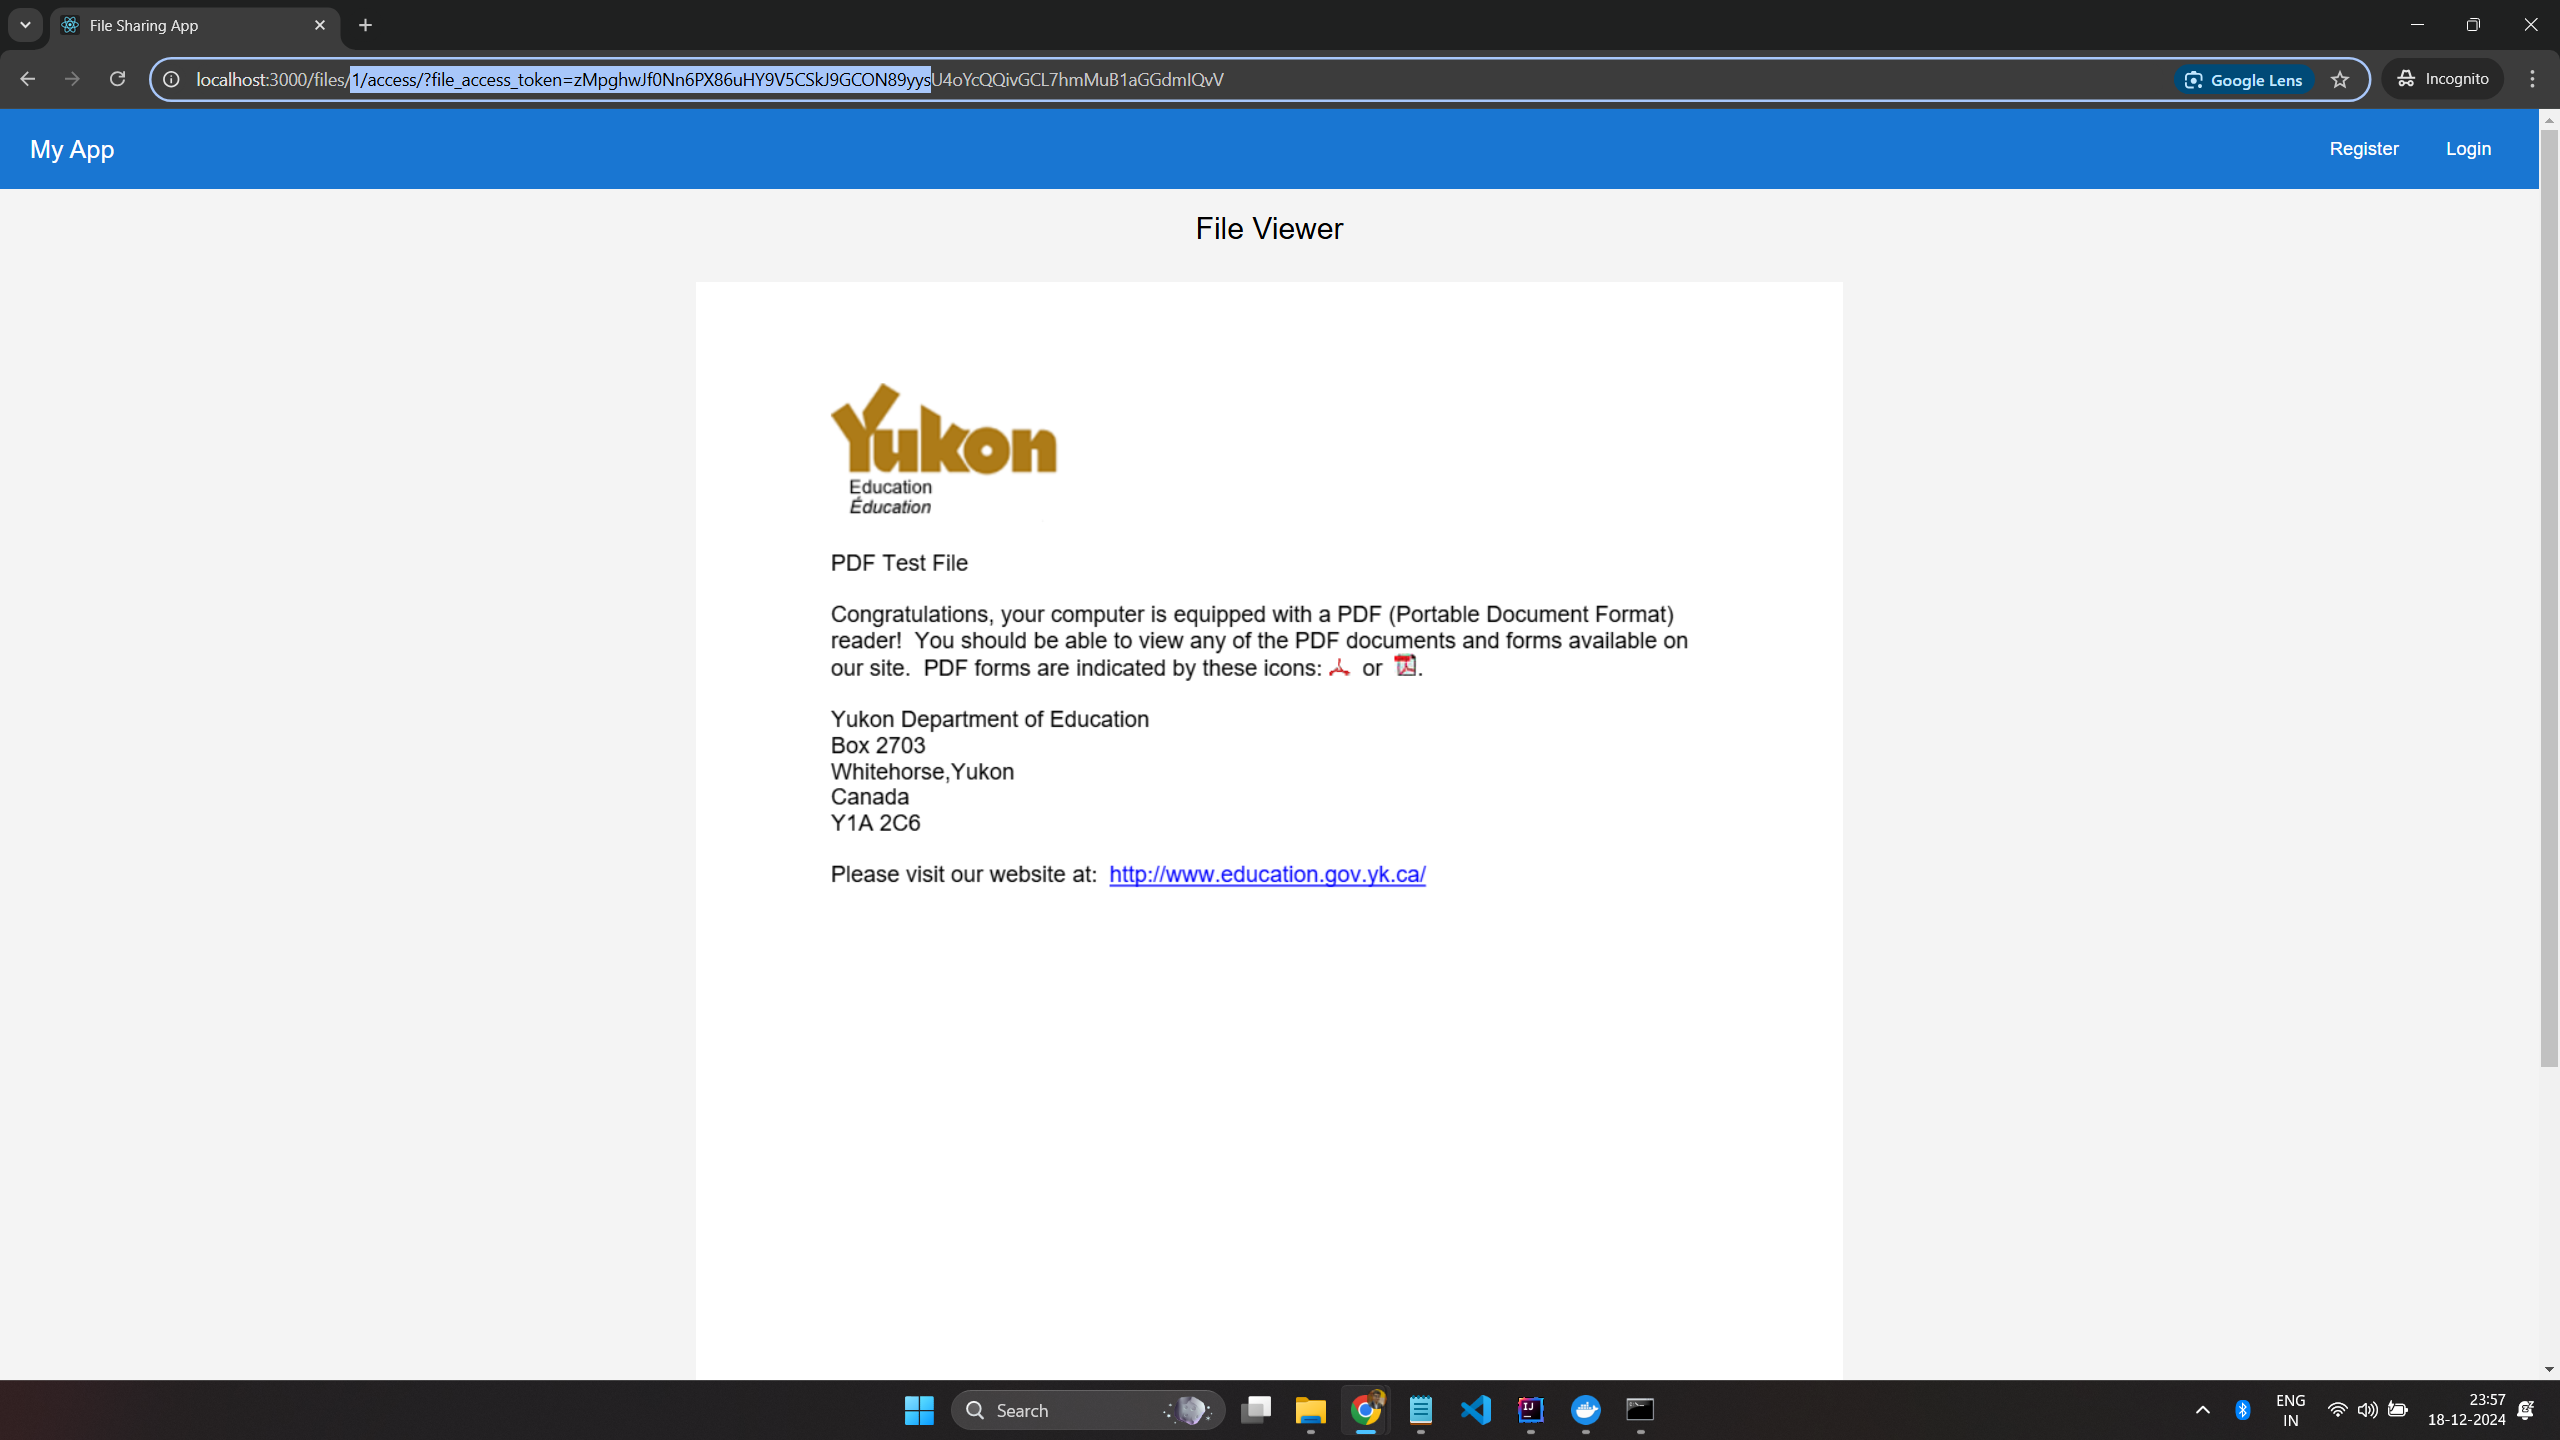 File Sharing App
localhost:3000/files/1/access/?file_access_token=zMpghwJf0Nn6PX86uHY9V5CSkJ9GCON89yysU4oYcQQivGCL7hmMuB1aGGdmIQvV
Google Lens
Incognito
My App
Register
Login
File Viewer
Yukon
Education
Éducation
PDF Test File
Congratulations, your computer is equipped with a PDF (Portable Document Format)
reader!  You should be able to view any of the PDF documents and forms available on
our site.  PDF forms are indicated by these icons: or .
Yukon Department of Education
Box 2703
Whitehorse,Yukon
Canada
Y1A 2C6
Please visit our website at:  http://www.education.gov.yk.ca/
Search
ENG
IN
23:57
18-12-2024